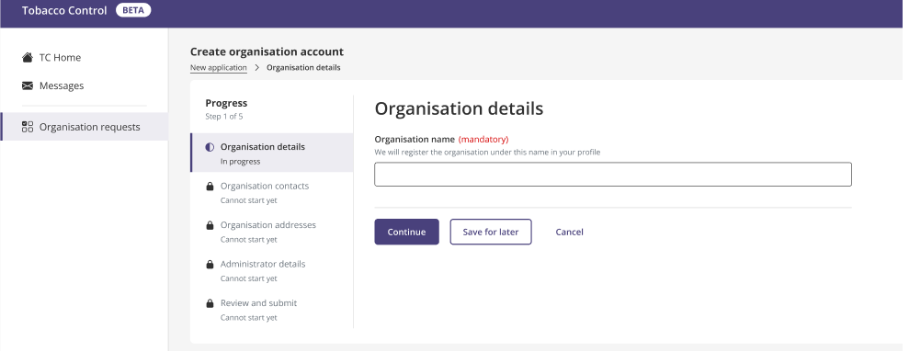 Tobacco Control BETA
TC Home
Messages
Organisation requests
Create organisation account
New application > Organisation details
Progress
Step 1 of 5
Organisation details
In progress
Organisation contacts
Cannot start yet
Organisation addresses
Cannot start yet
Administrator details
Cannot start yet
Review and submit
Cannot start yet
Organisation details
Organisation name (mandatory)
We will register the organisation under this name in your profile
Continue
Save for later
Cancel